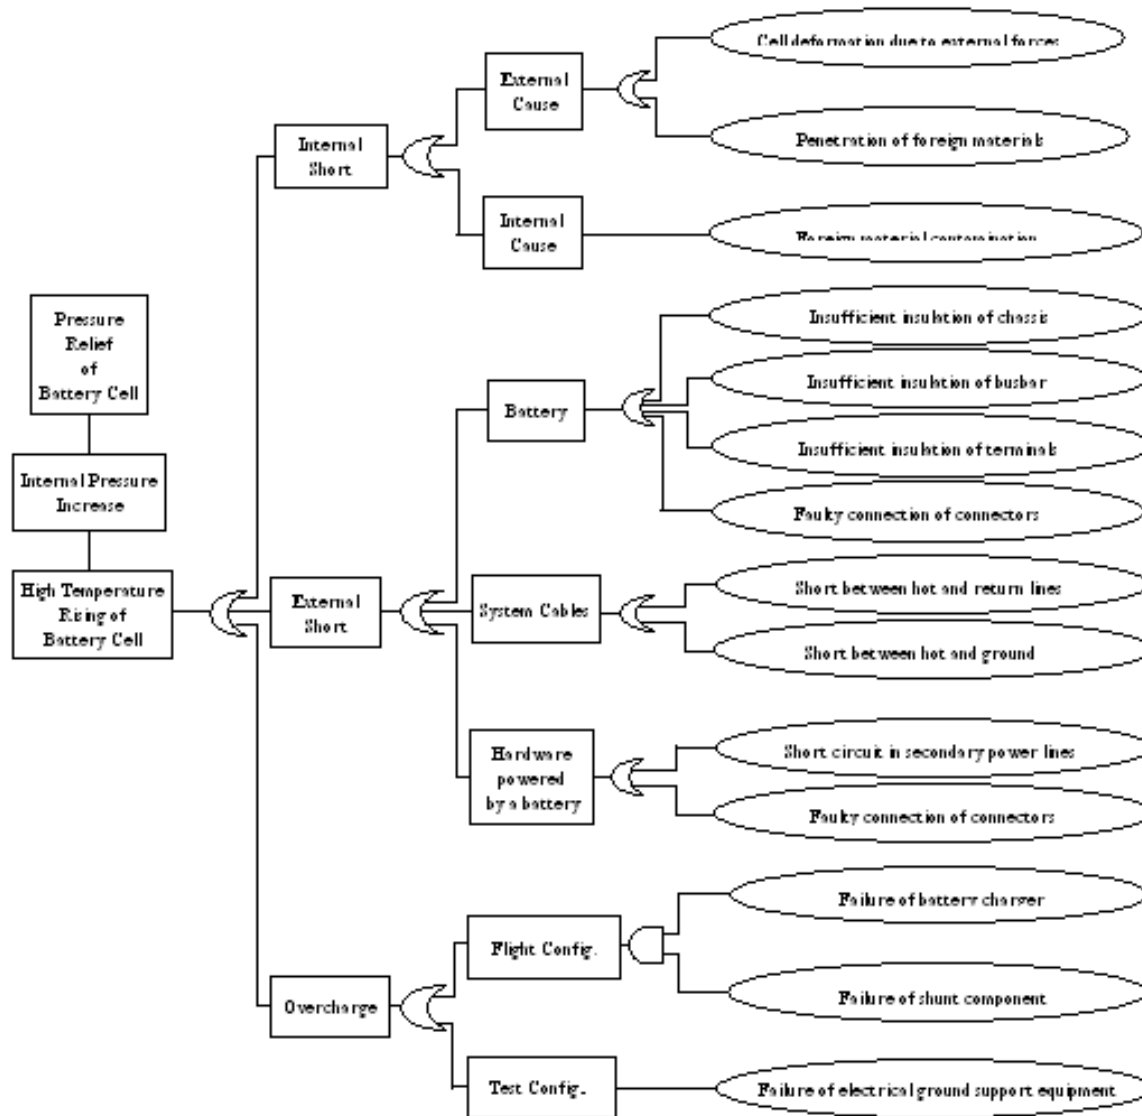 Cell deformation due to external forces
External
Cause
Penetration of foreign materials
Internal
Short
Internal
Cause
Foreign material contamination
Pressure
Relief
of
Battery Cell
Insufficient insulation of chassis
Insufficient insulation of busbar
Battery
Insufficient insulation of terminals
Internal Pressure
Increase
Faulty connection of connectors
High Temperature
Rising of
Battery Cell
External
Short
System Cables
Short between hot and return lines
Short between hot and ground
Hardware
powered
by a battery
Short circuit in secondary power lines
Faulty connection of connectors
Failure of battery charger
Flight Config.
Overcharge
Failure of shunt component
Test Config.
Failure of electrical ground support equipment